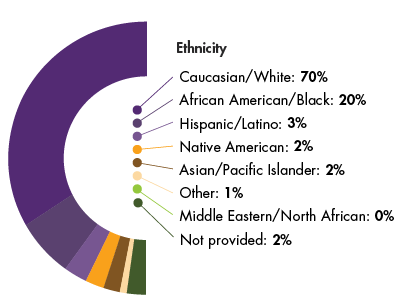 Ethnicity
Caucasian/White: 70%
African American/Black: 20%
Hispanic/Latino: 3%
Native American: 2%
Asian/Pacific Islander: 2%
Other: 1%
Middle Eastern/North African: 0%
Not provided: 2%